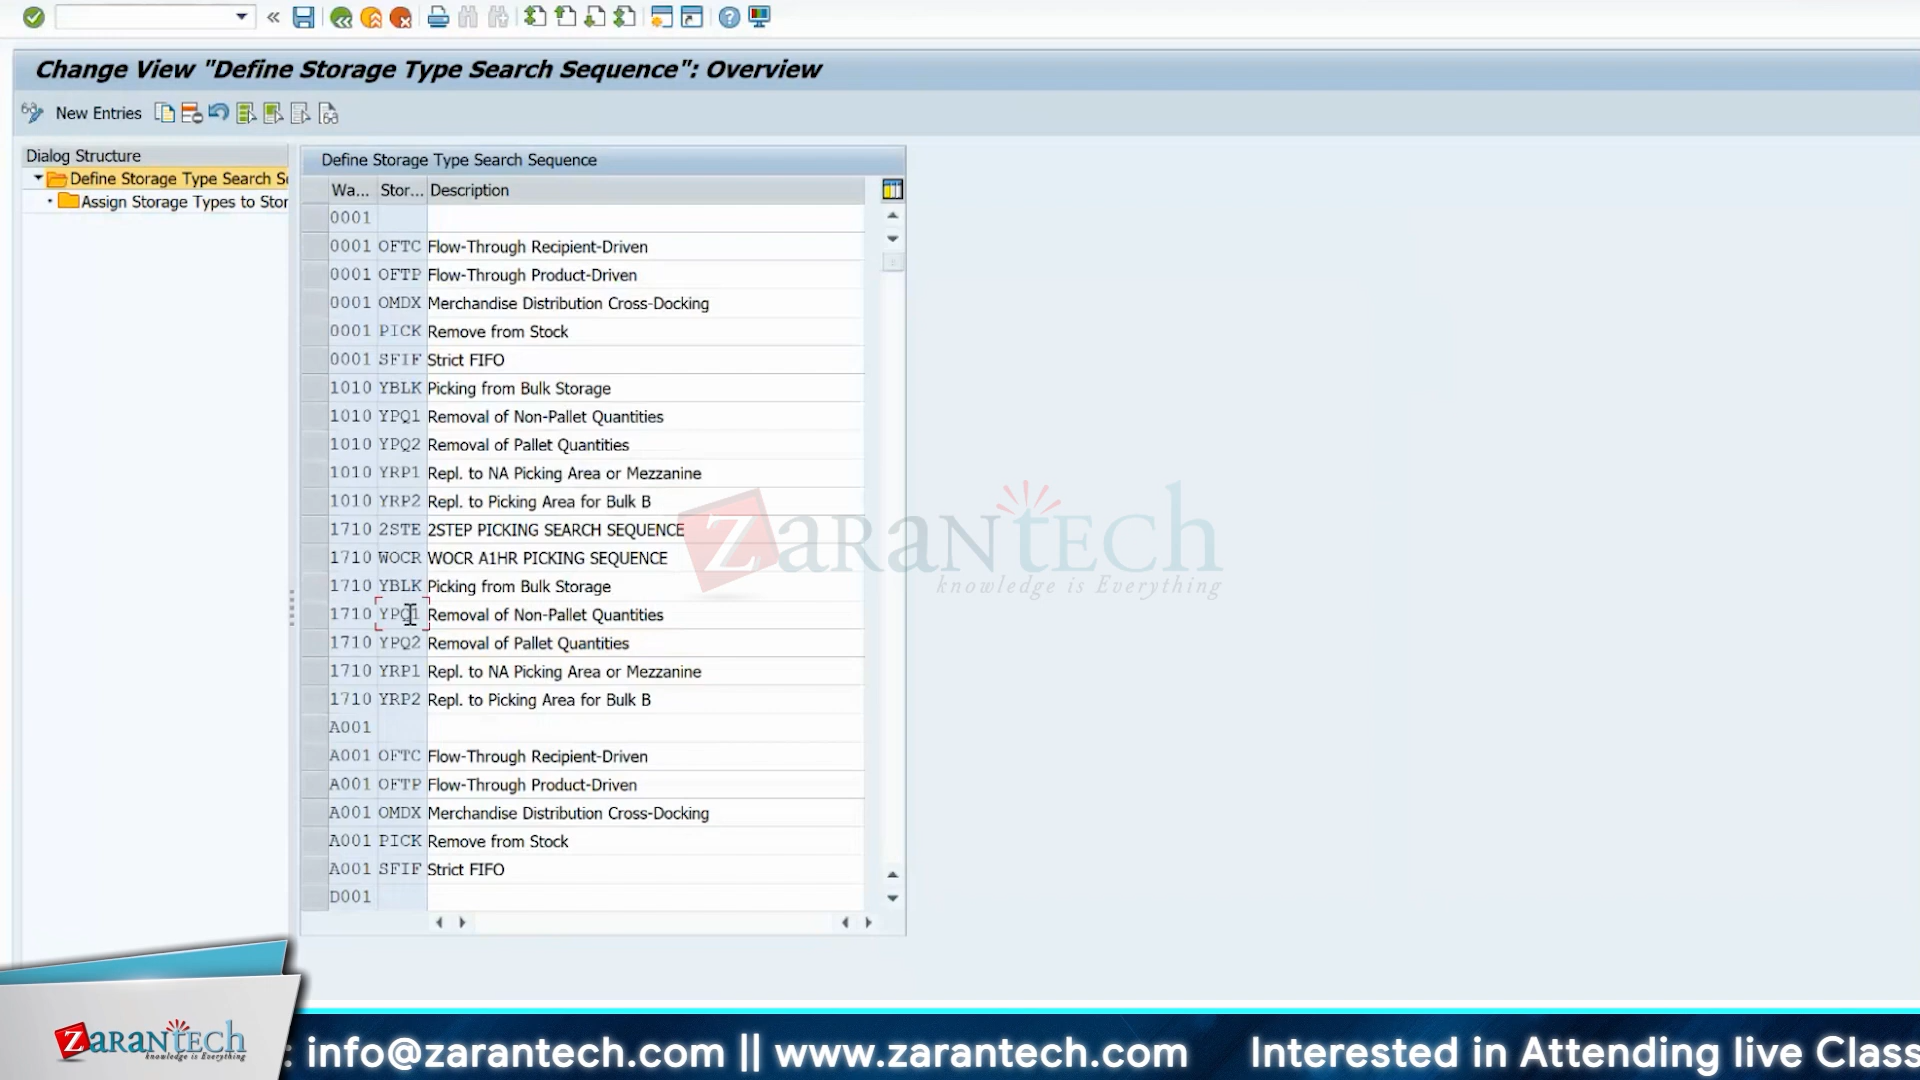 Change View "Define Storage Type Search Sequence": Overview
New Entries
Dialog Structure
Define Storage Type Search Se
Assign Storage Types to Stor
Define Storage Type Search Sequence
Wa... Stor... Description
0001
0001 OFTC Flow-Through Recipient-Driven
0001 OFTP Flow-Through Product-Driven
0001 OMDX Merchandise Distribution Cross-Docking
0001 PICK Remove from Stock
0001 SFIF Strict FIFO
1010 YBLK Picking from Bulk Storage
1010 YPQ1 Removal of Non-Pallet Quantities
1010 YPQ2 Removal of Pallet Quantities
1010 YRP1 Repl. to NA Picking Area or Mezzanine
1010 YRP2 Repl. to Picking Area for Bulk B
1710 2STE 2STEP PICKING SEARCH SEQUENCE
1710 WOCR WOCR A1HR PICKING SEQUENCE
1710 YBLK Picking from Bulk Storage
1710 YPQ1 Removal of Non-Pallet Quantities
1710 YPQ2 Removal of Pallet Quantities
1710 YRP1 Repl. to NA Picking Area or Mezzanine
1710 YRP2 Repl. to Picking Area for Bulk B
A001
A001 OFTC Flow-Through Recipient-Driven
A001 OFTP Flow-Through Product-Driven
A001 OMDX Merchandise Distribution Cross-Docking
A001 PICK Remove from Stock
A001 SFIF Strict FIFO
D001
ZARANTECH
knowledge is Everything
ZARANTECH
knowledge is Everything
: info@zarantech.com || www.zarantech.com Interested in Attending live Class